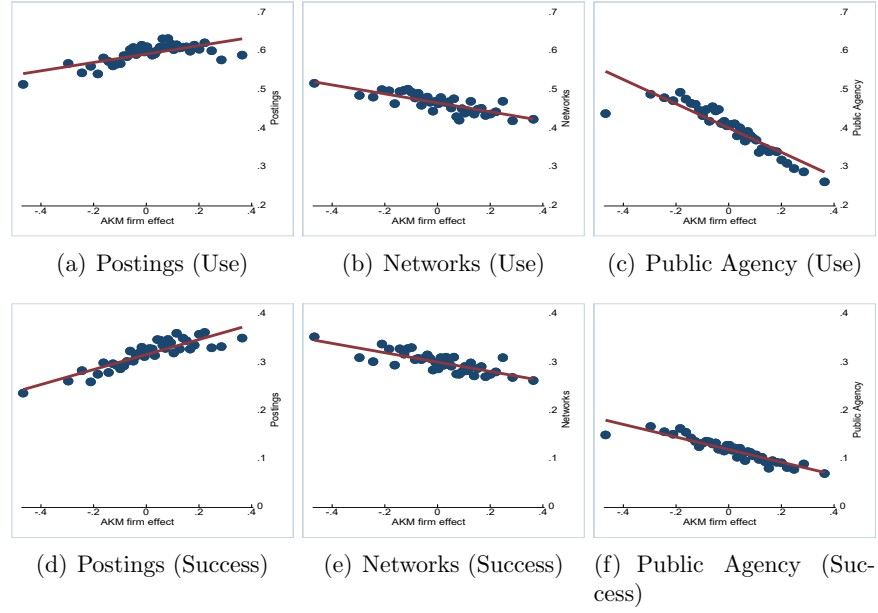 .7
.6
.5
.4
.3
.2
Postings
-.4 -.2 0 .2 .4
AKM firm effect
(a) Postings (Use)
.7
.6
.5
.4
.3
.2
Networks
-.4 -.2 0 .2 .4
AKM firm effect
(b) Networks (Use)
.7
.6
.5
.4
.3
.2
Public Agency
-.4 -.2 0 .2 .4
AKM firm effect
(c) Public Agency (Use)
.4
.3
.2
.1
0
Postings
-.4 -.2 0 .2 .4
AKM firm effect
(d) Postings (Success)
.4
.3
.2
.1
0
Networks
-.4 -.2 0 .2 .4
AKM firm effect
(e) Networks (Success)
.4
.3
.2
.1
0
Public Agency
-.4 -.2 0 .2 .4
AKM firm effect
(f) Public Agency (Suc-
cess)